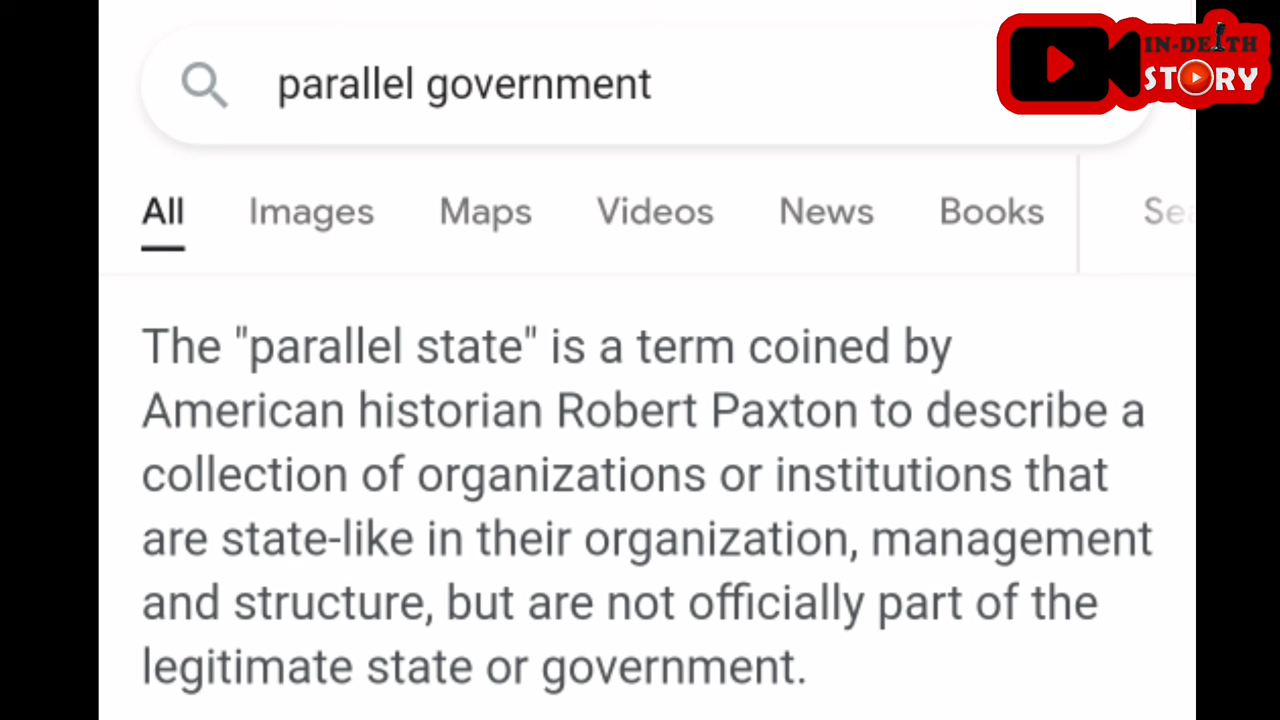 parallel government
IN-DEPTH
STORY
All Images Maps Videos News Books
The "parallel state" is a term coined by
American historian Robert Paxton to describe a
collection of organizations or institutions that
are state-like in their organization, management
and structure, but are not officially part of the
legitimate state or government.